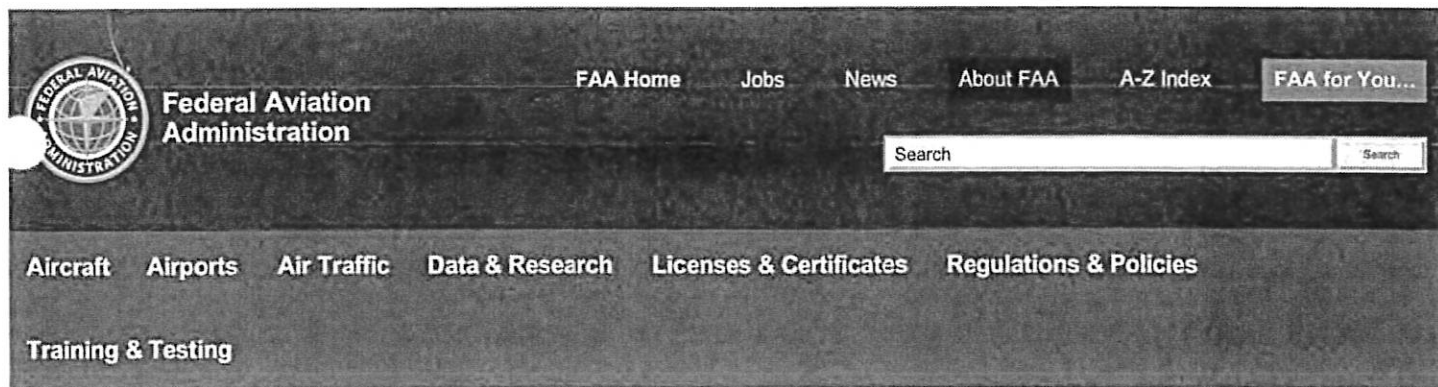 FAA Home Jobs News About FAA A-Z Index FAA for You...
FEDERAL AVIATION ADMINISTRATION
Federal Aviation
Administration
Search Search
Aircraft Airports Air Traffic Data & Research Licenses & Certificates Regulations & Policies
Training & Testing